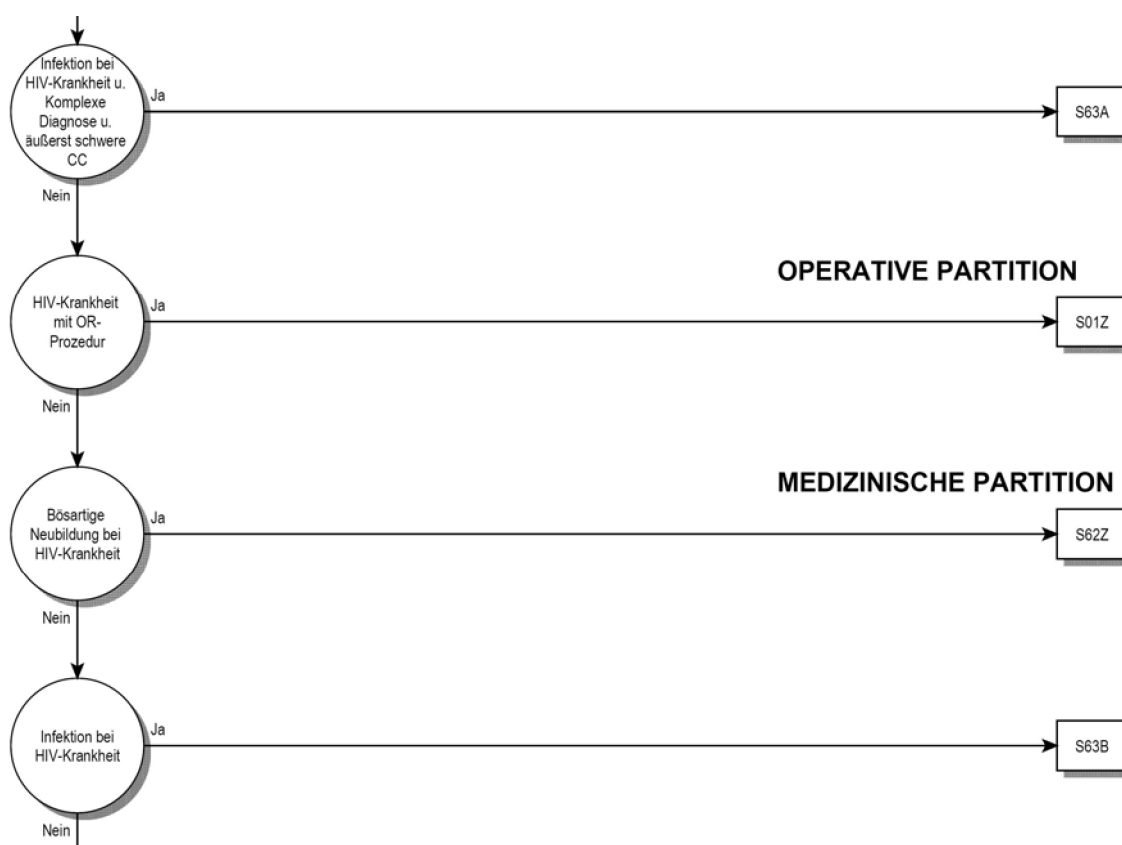 Infektion bei
HIV-Krankheit u.
Komplexe
Diagnose u.
äußerst schwere
CC
Ja
S63A
Nein
OPERATIVE PARTITION
HIV-Krankheit
mit OR-
Prozedur
Ja
S01Z
Nein
MEDIZINISCHE PARTITION
Bösartige
Neubildung bei
HIV-Krankheit
Ja
S62Z
Nein
Infektion bei
HIV-Krankheit
Ja
S63B
Nein